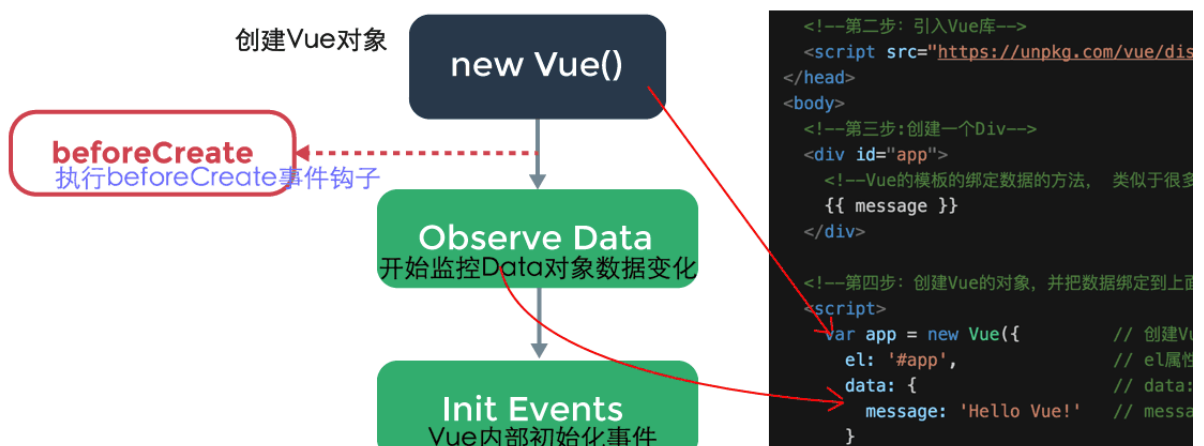 创建Vue对象
new Vue()
beforeCreate
执行beforeCreate事件钩子
Observe Data
开始监控Data对象数据变化
Init Events
Vue内部初始化事件
<!--第二步：引入Vue库-->
<script src="https://unpkg.com/vue/dis
</head>
<body>
<!--第三步:创建一个Div-->
<div id="app">
<!--Vue的模板的绑定数据的方法， 类似于很多
{{ message }}
</div>
<!--第四步：创建Vue的对象，并把数据绑定到上面
<script>
var app = new Vue({ // 创建Vu
el: '#app', // el属性
data: { // data:
message: 'Hello Vue!' // messa
}